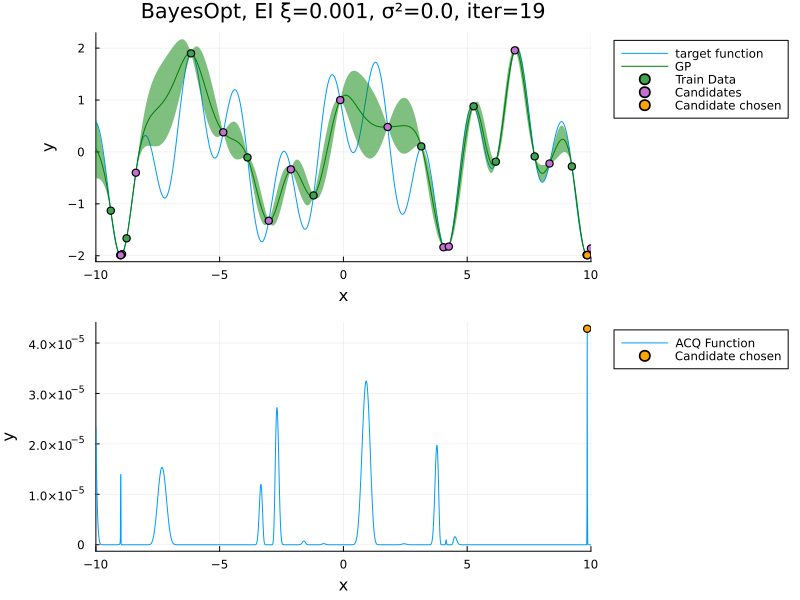 BayesOpt, EI ξ=0.001, σ²=0.0, iter=19
y
2
1
0
−1
−2
−10 −5 0 5 10
x
target function
GP
Train Data
Candidates
Candidate chosen
y
4.0×10⁻⁵
3.0×10⁻⁵
2.0×10⁻⁵
1.0×10⁻⁵
0
−10 −5 0 5 10
x
ACQ Function
Candidate chosen